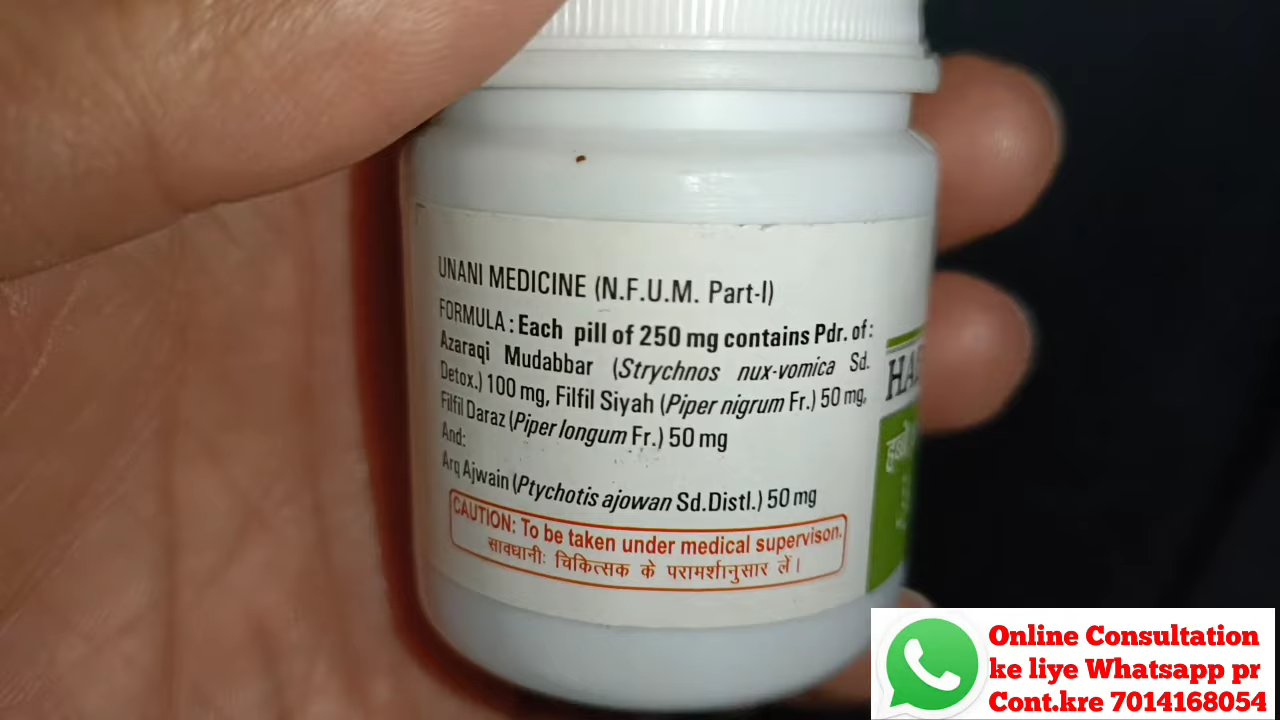 UNANI MEDICINE (N.F.U.M. Part-I)
FORMULA : Each pill of 250 mg contains Pdr. of :
Azaraqi Mudabbar (Strychnos nux-vomica Sd.
Detox.) 100 mg, Filfil Siyah (Piper nigrum Fr.) 50 mg,
Filfil Daraz (Piper longum Fr.) 50 mg
And:
Arq Ajwain (Ptychotis ajowan Sd.Distl.) 50 mg
CAUTION: To be taken under medical supervison.
सावधानीः चिकित्सक के परामर्शानुसार लें।
Online Consultation
ke liye Whatsapp pr
Cont.kre 7014168054